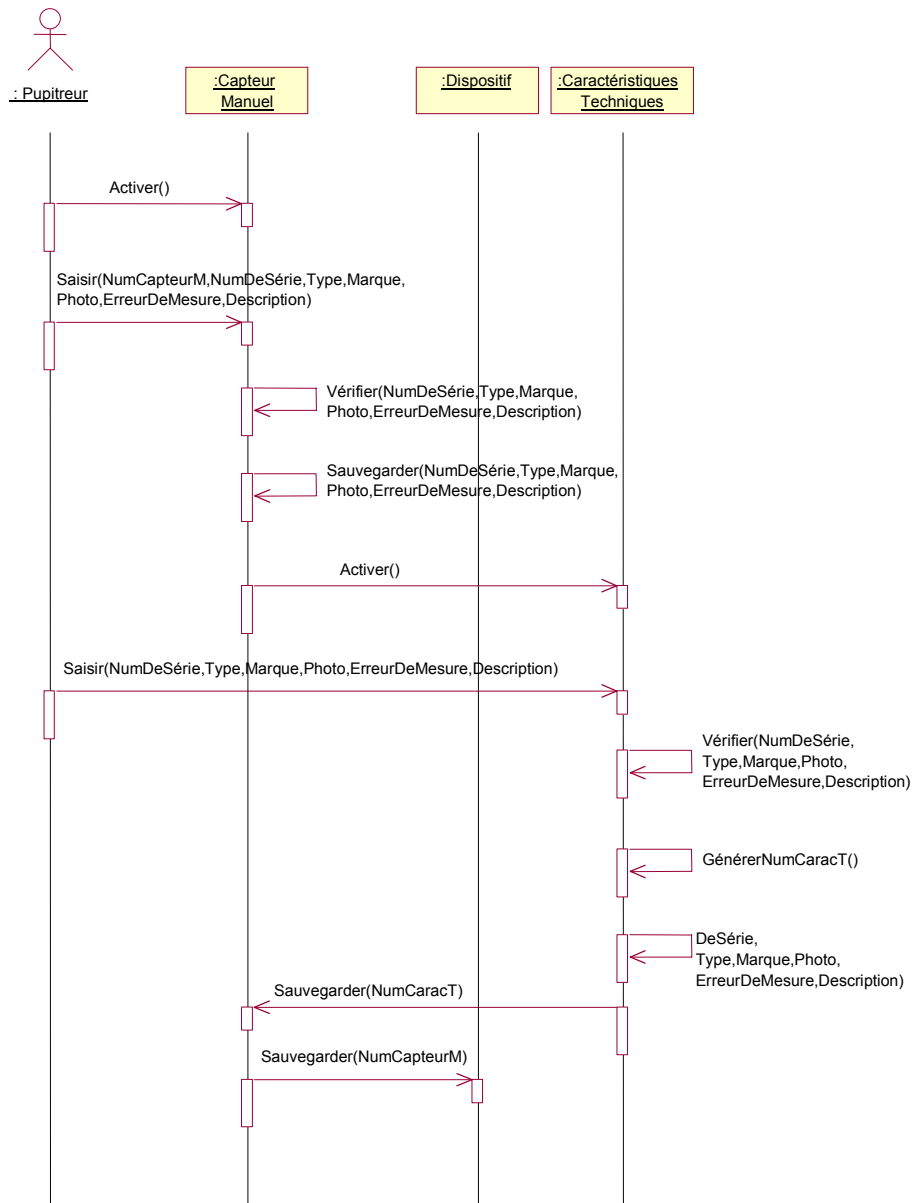 : Pupitreur
:Capteur
Manuel
:Dispositif
:Caractéristiques
Techniques
Activer()
Saisir(NumCapteurM,NumDeSérie,Type,Marque,
Photo,ErreurDeMesure,Description)
Vérifier(NumDeSérie,Type,Marque,
Photo,ErreurDeMesure,Description)
Sauvegarder(NumDeSérie,Type,Marque,
Photo,ErreurDeMesure,Description)
Activer()
Saisir(NumDeSérie,Type,Marque,Photo,ErreurDeMesure,Description)
Vérifier(NumDeSérie,
Type,Marque,Photo,
ErreurDeMesure,Description)
GénérerNumCaracT()
DeSérie,
Type,Marque,Photo,
ErreurDeMesure,Description)
Sauvegarder(NumCaracT)
Sauvegarder(NumCapteurM)